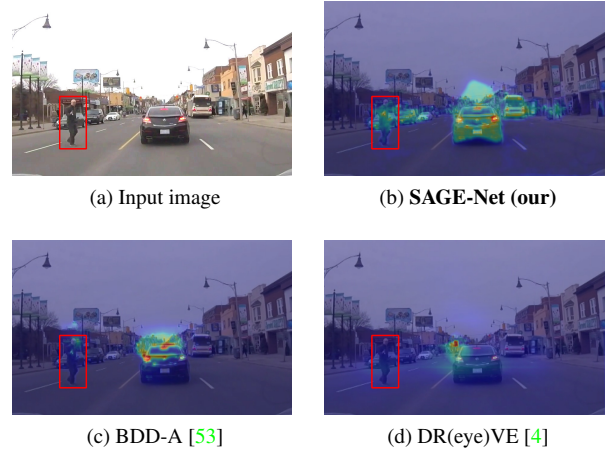 (a) Input image
(b) SAGE-Net (our)
(c) BDD-A [53]
(d) DR(eye)VE [4]